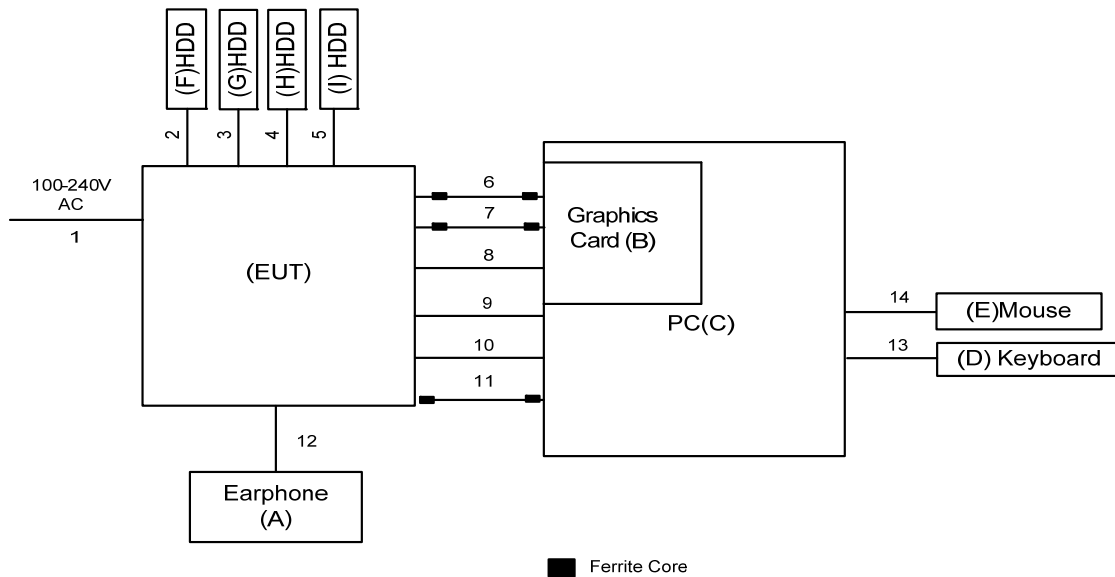 (F)HDD
(G)HDD
(H)HDD
(I) HDD
2
3
4
5
100-240V
AC
1
(EUT)
6
7
8
9
10
11
Graphics
Card (B)
PC(C)
14
(E)Mouse
13
(D) Keyboard
12
Earphone
(A)
Ferrite Core